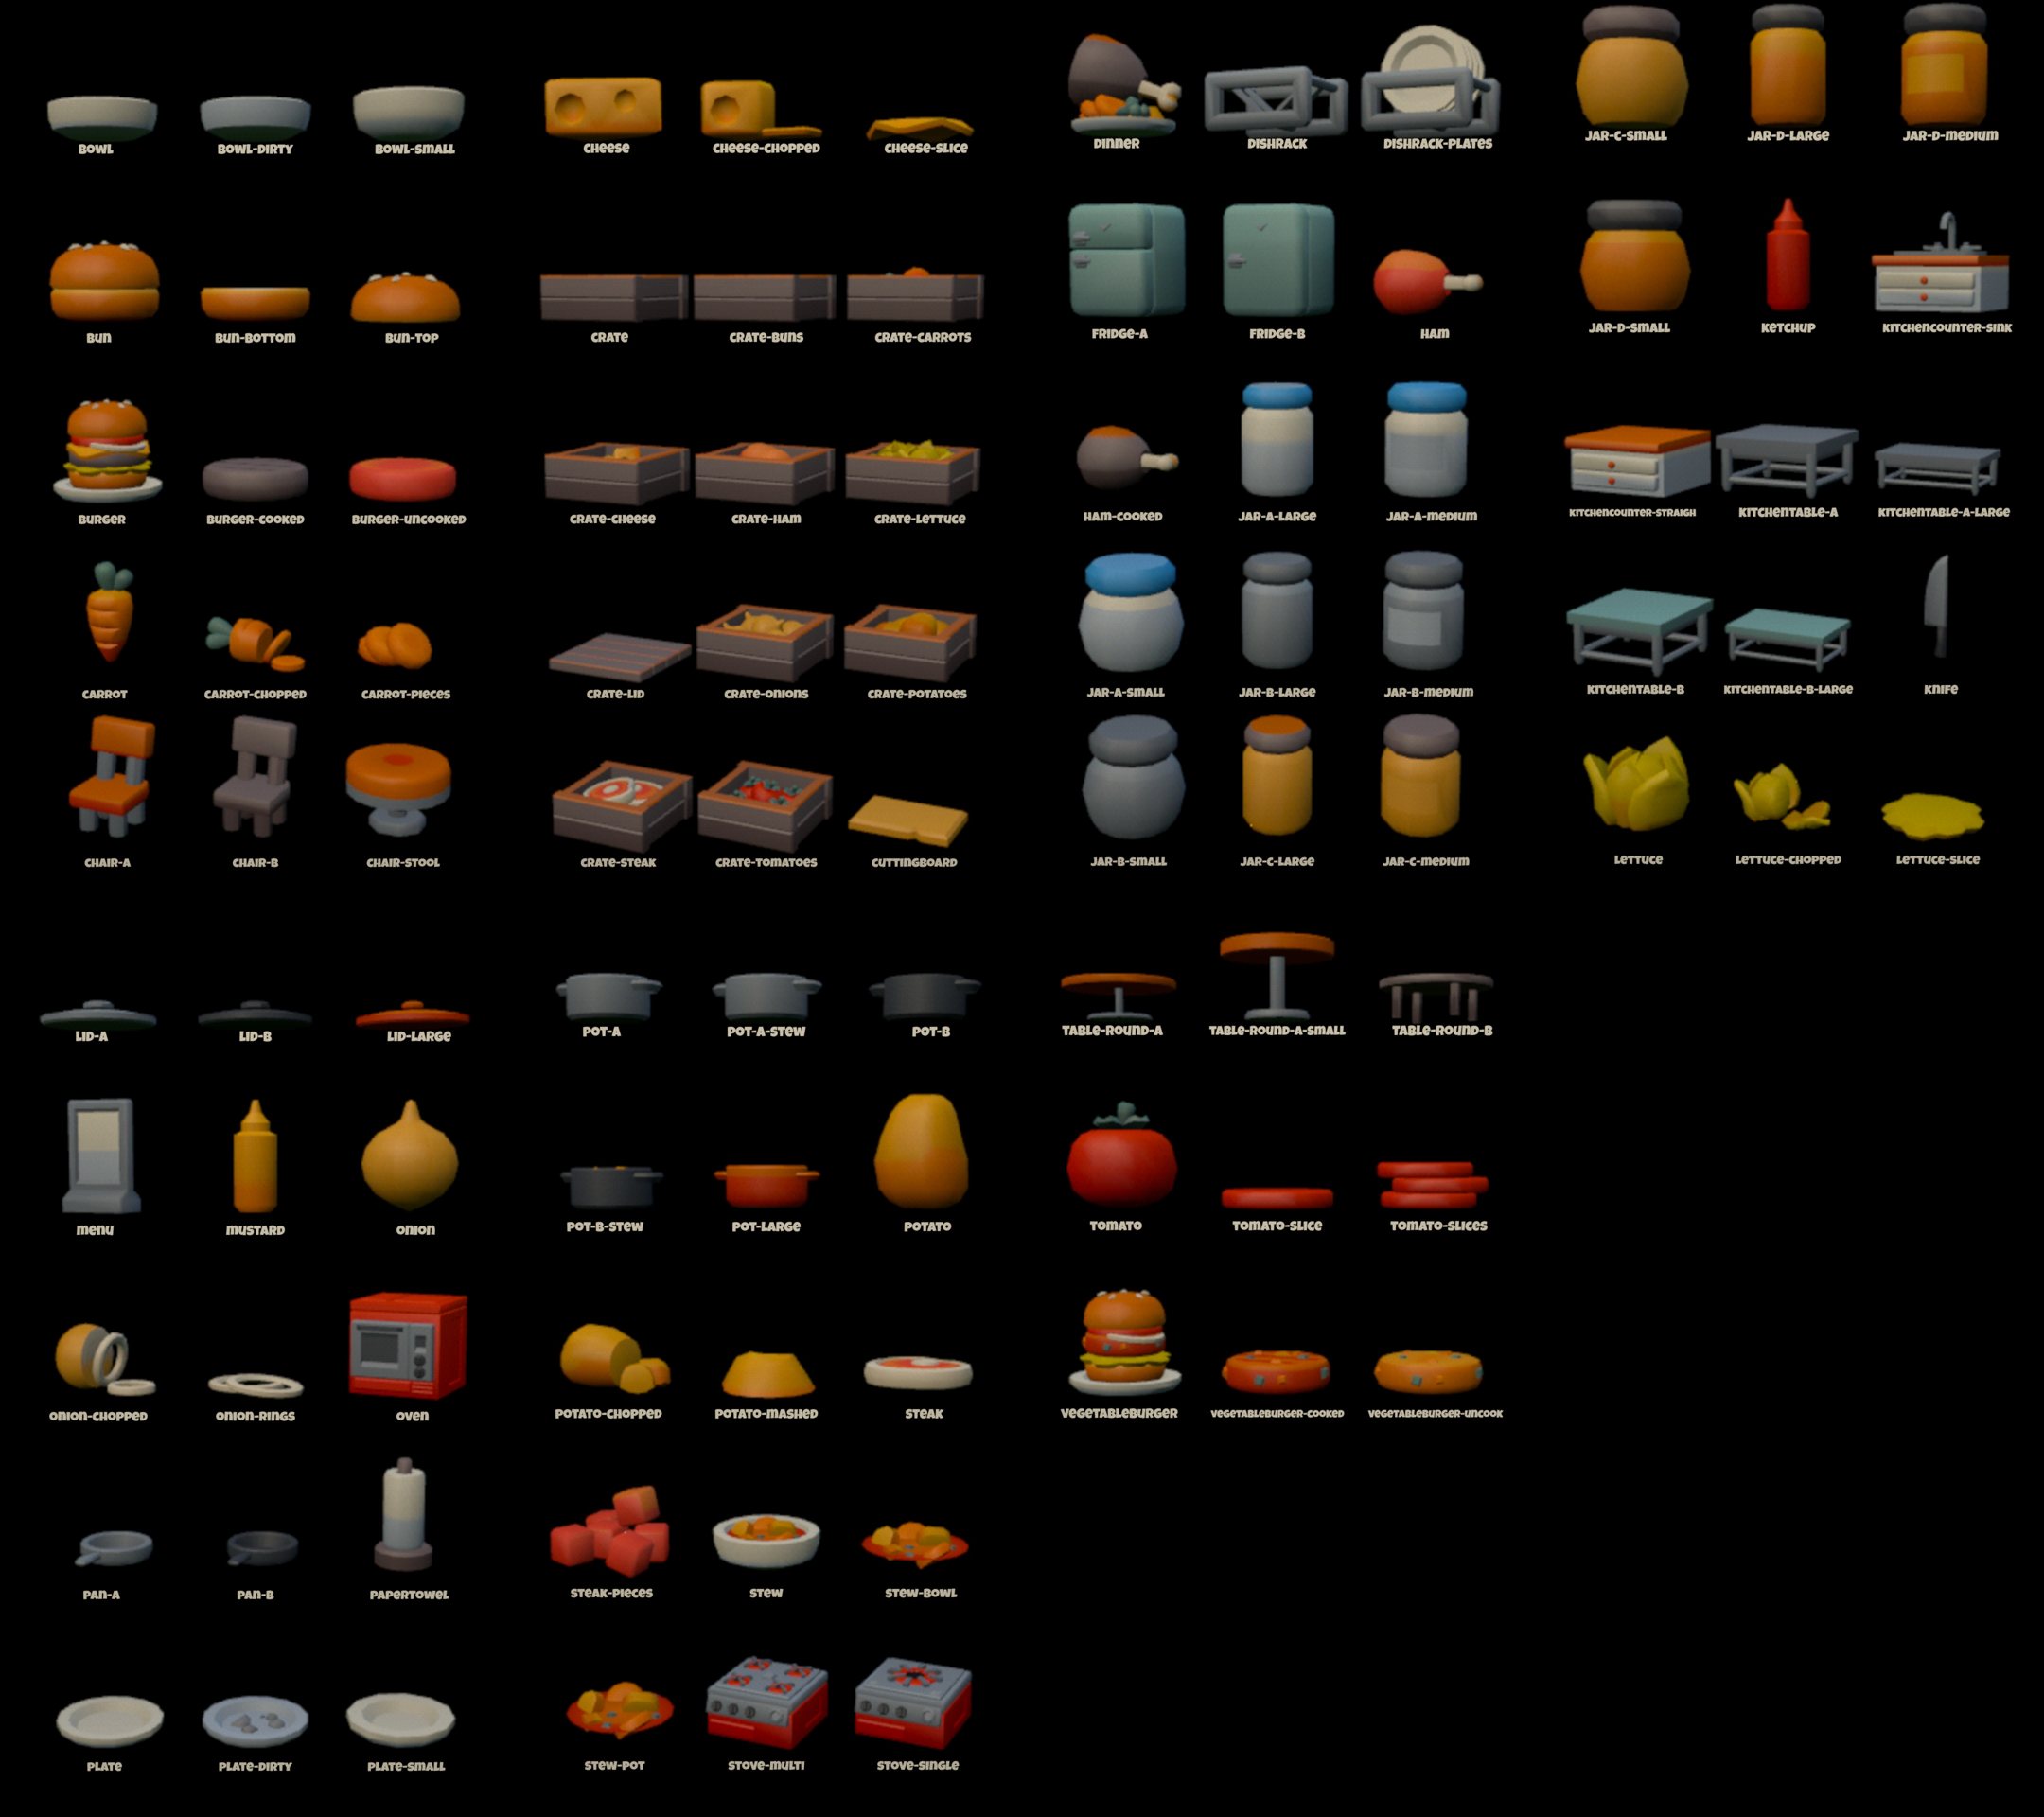 BOWL
BOWL-DIRTY
BOWL-SMALL
CHEESE
CHEESE-CHOPPED
CHEESE-SLICE
DINNER
DISHRACK
DISHRACK-PLATES
JAR-C-SMALL
JAR-D-LARGE
JAR-D-MEDIUM
BUN
BUN-BOTTOM
BUN-TOP
CRATE
CRATE-BUNS
CRATE-CARROTS
FRIDGE-A
FRIDGE-B
HAM
JAR-D-SMALL
KETCHUP
KITCHENCOUNTER-SINK
BURGER
BURGER-COOKED
BURGER-UNCOOKED
CRATE-CHEESE
CRATE-HAM
CRATE-LETTUCE
HAM-COOKED
JAR-A-LARGE
JAR-A-MEDIUM
KITCHENCOUNTER-STRAIGH
KITCHENTABLE-A
KITCHENTABLE-A-LARGE
CARROT
CARROT-CHOPPED
CARROT-PIECES
CRATE-LID
CRATE-ONIONS
CRATE-POTATOES
JAR-A-SMALL
JAR-B-LARGE
JAR-B-MEDIUM
KITCHENTABLE-B
KITCHENTABLE-B-LARGE
KNIFE
CHAIR-A
CHAIR-B
CHAIR-STOOL
CRATE-STEAK
CRATE-TOMATOES
CUTTINGBOARD
JAR-B-SMALL
JAR-C-LARGE
JAR-C-MEDIUM
LETTUCE
LETTUCE-CHOPPED
LETTUCE-SLICE
LID-A
LID-B
LID-LARGE
POT-A
POT-A-STEW
POT-B
TABLE-ROUND-A
TABLE-ROUND-A-SMALL
TABLE-ROUND-B
MENU
MUSTARD
ONION
POT-B-STEW
POT-LARGE
POTATO
TOMATO
TOMATO-SLICE
TOMATO-SLICES
ONION-CHOPPED
ONION-RINGS
OVEN
POTATO-CHOPPED
POTATO-MASHED
STEAK
VEGETABLEBURGER
VEGETABLEBURGER-COOKED
VEGETABLEBURGER-UNCOOK
PAN-A
PAN-B
PAPERTOWEL
STEAK-PIECES
STEW
STEW-BOWL
PLATE
PLATE-DIRTY
PLATE-SMALL
STEW-POT
STOVE-MULTI
STOVE-SINGLE